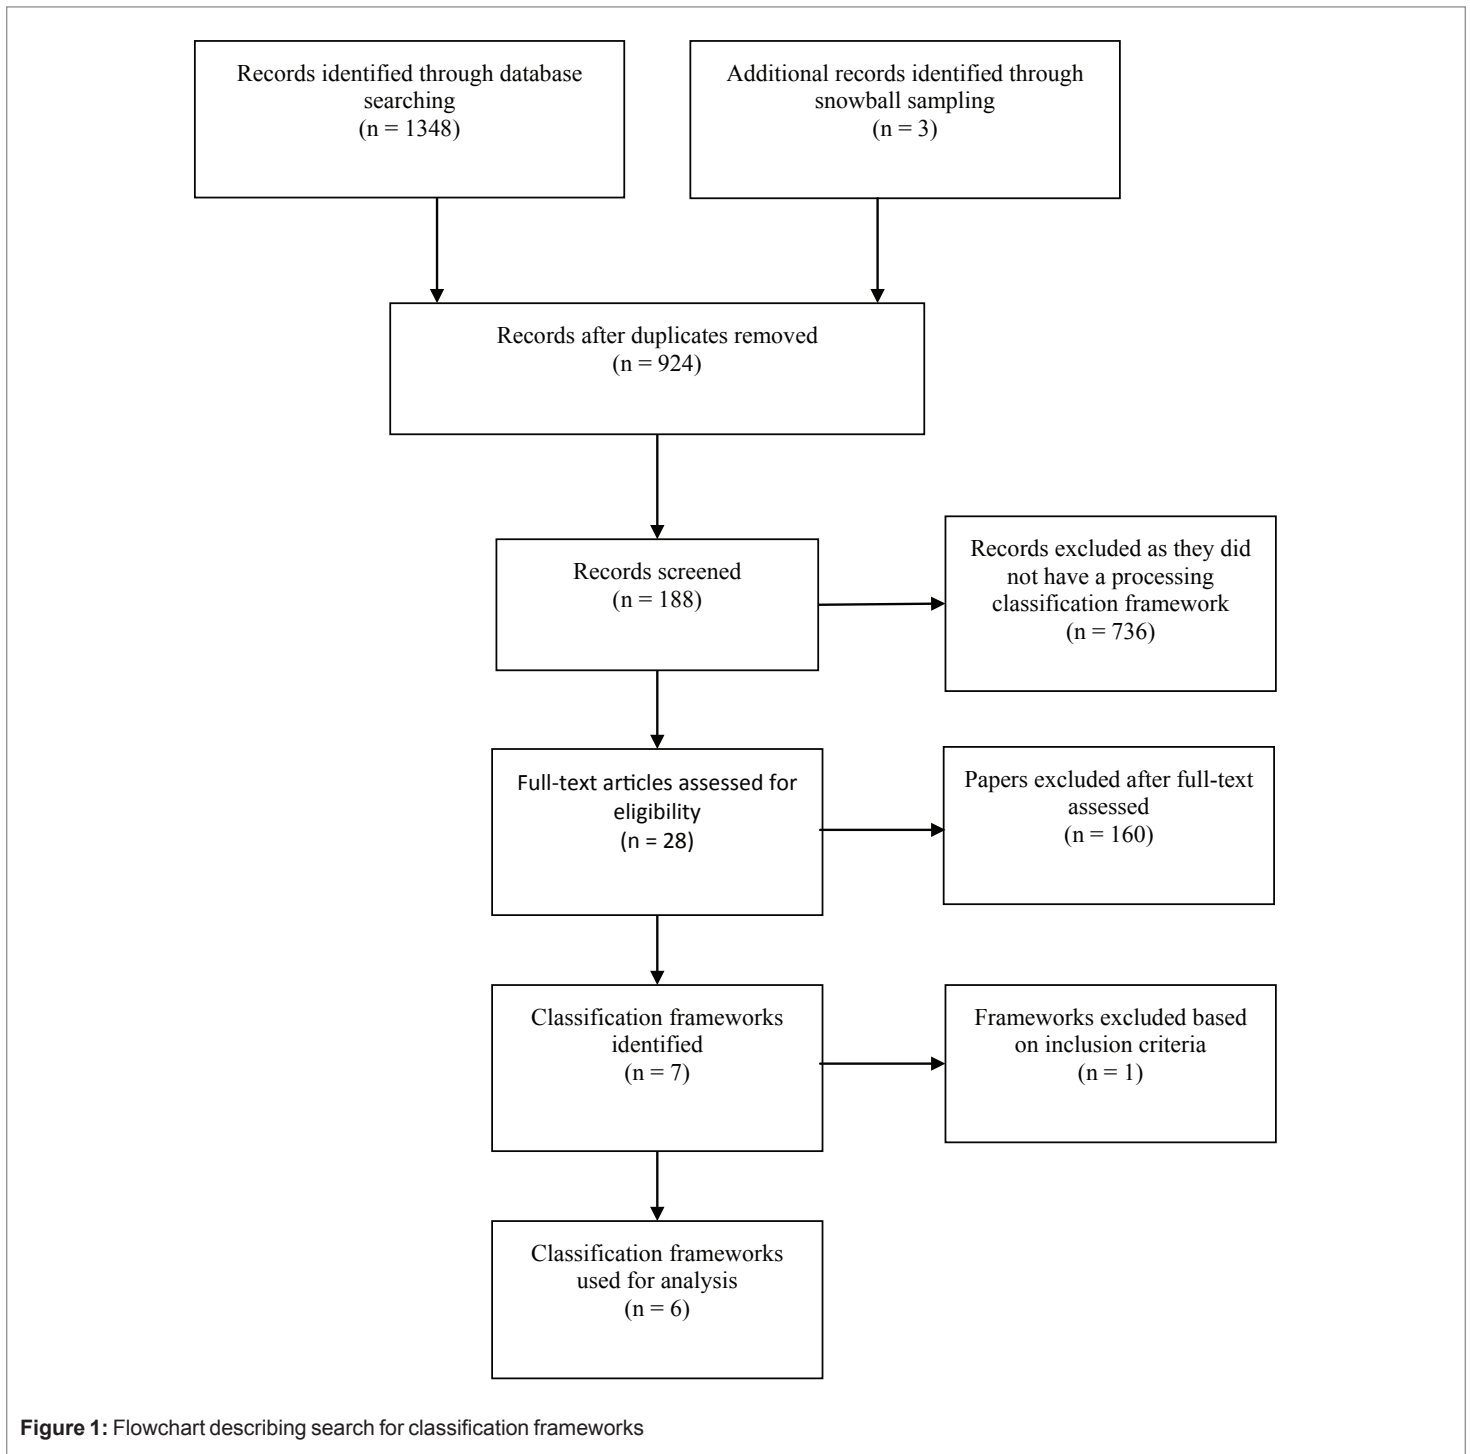 Records identified through database
searching
(n = 1348)
Additional records identified through
snowball sampling
(n = 3)
Records after duplicates removed
(n = 924)
Records screened
(n = 188)
Records excluded as they did
not have a processing
classification framework
(n = 736)
Full-text articles assessed for
eligibility
(n = 28)
Papers excluded after full-text
assessed
(n = 160)
Classification frameworks
identified
(n = 7)
Frameworks excluded based
on inclusion criteria
(n = 1)
Classification frameworks
used for analysis
(n = 6)
Figure 1: Flowchart describing search for classification frameworks